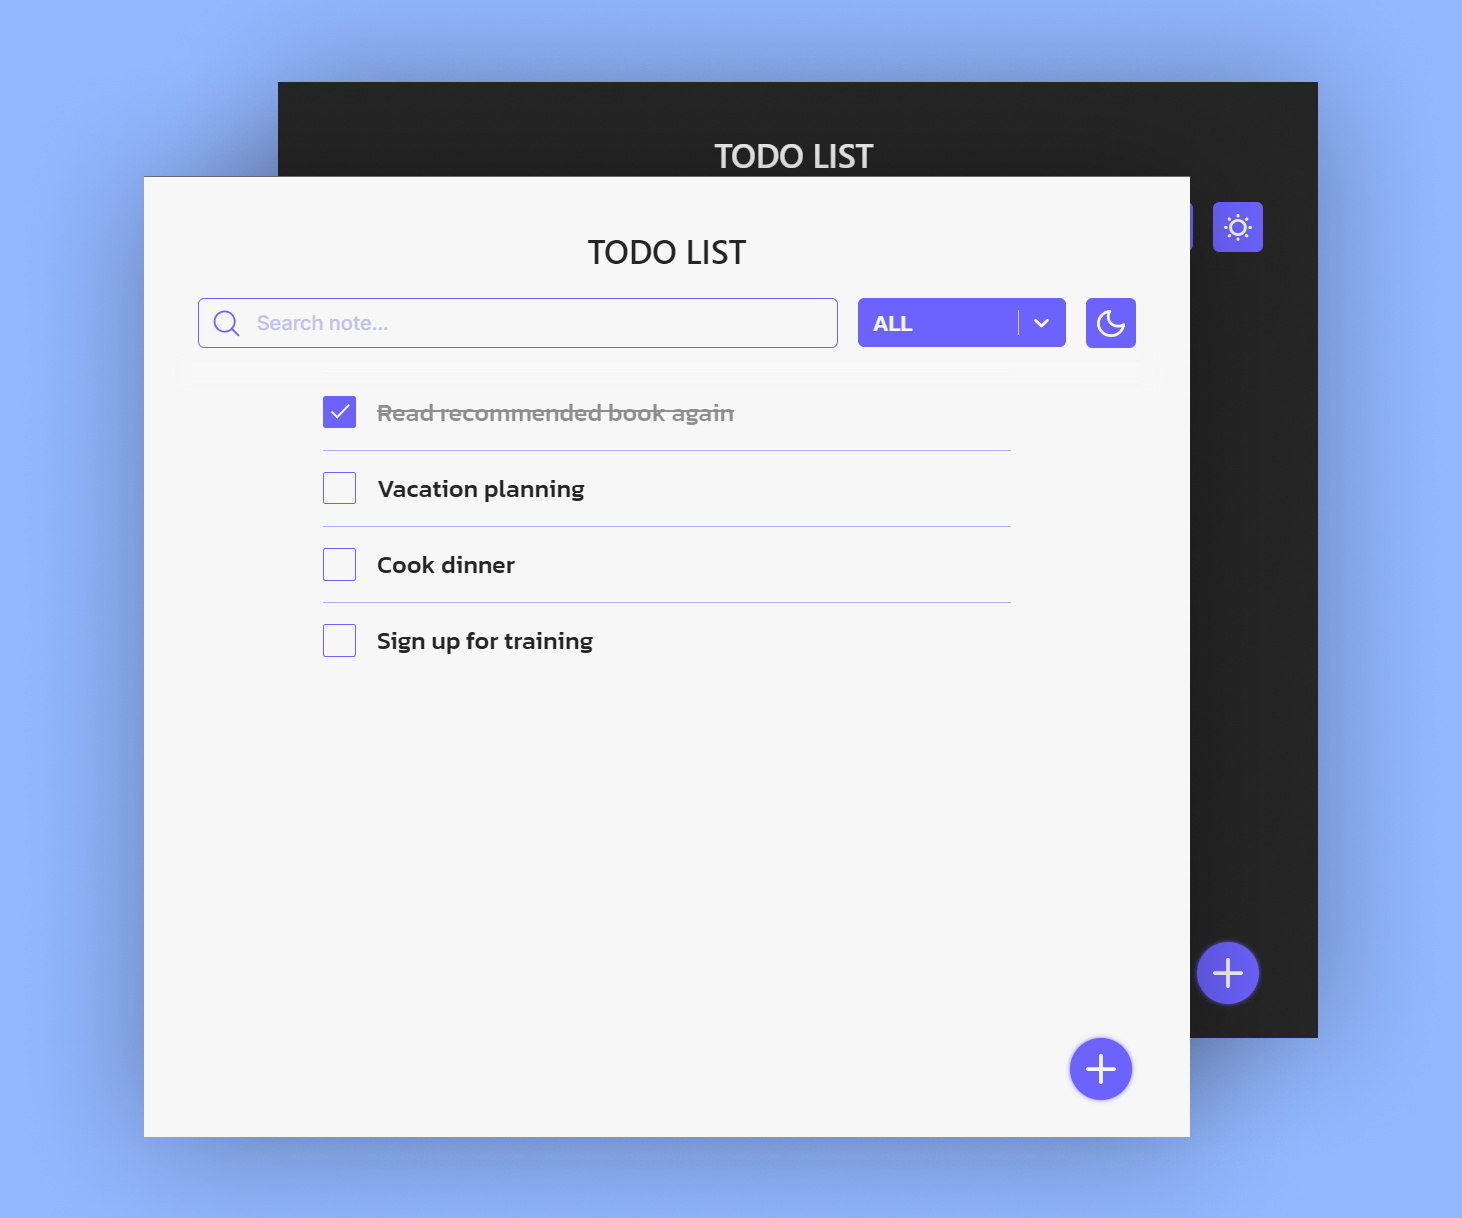 TODO LIST
TODO LIST
Search note...
ALL
Read recommended book again
Vacation planning
Cook dinner
Sign up for training